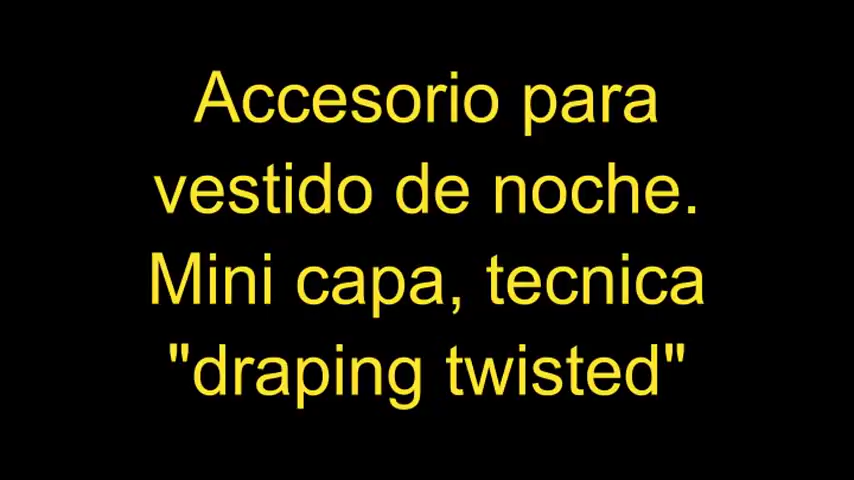 Accesorio para
vestido de noche.
Mini capa, tecnica
"draping twisted"